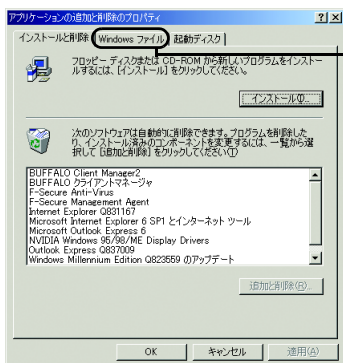 アプリケーションの追加と削除のプロパティ
? ×
インストールと削除 Windows ファイル 起動ディスク
フロッピー ディスクまたは CD-ROM から新しいプログラムをインストー
ルするには、[インストール] をクリックしてください。
インストール(I)...
次のソフトウェアは自動的に削除できます。プログラムを削除した
り、インストール済みのコンポーネントを変更するには、一覧から選
択して [追加と削除] をクリックしてください(T)
BUFFALO Client Manager2
BUFFALO クライアントマネージャ
F-Secure Anti-Virus
F-Secure Management Agent
Internet Explorer Q831167
Microsoft Internet Explorer 6 SP1 とインターネット ツール
Microsoft Outlook Express 6
NVIDIA Windows 95/98/ME Display Drivers
Outlook Express Q837009
Windows Millennium Edition Q823559 のアップデート
追加と削除(R)...
OK キャンセル 適用(A)